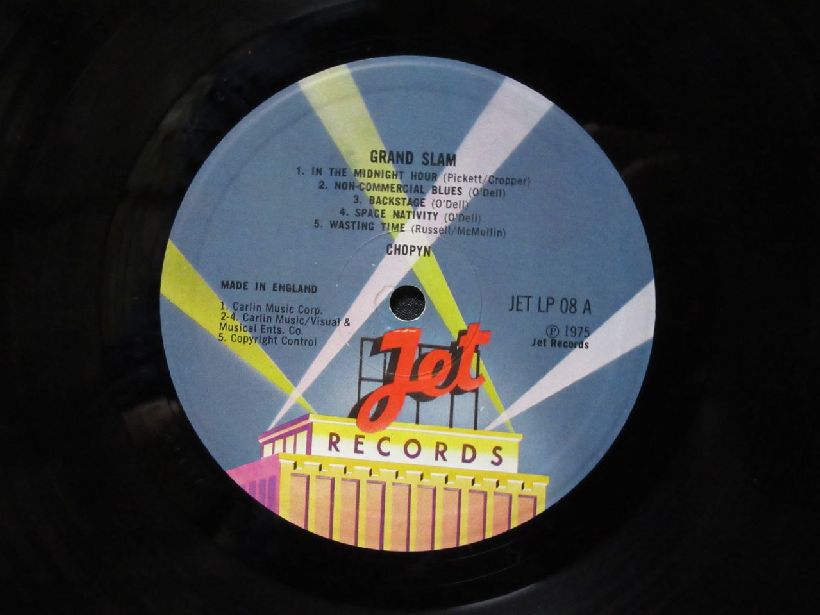 GRAND SLAM
1. IN THE MIDNIGHT HOUR (Pickett/Cropper)
2. NON-COMMERCIAL BLUES (O'Dell)
3. BACKSTAGE (O'Dell)
4. SPACE NATIVITY (O'Dell)
5. WASTING TIME (Russell/McMullin)
CHOPYN
MADE IN ENGLAND
1. Carlin Music Corp.
2-4. Carlin Music/Visual &
Musical Ents. Co.
5. Copyright Control
JET LP 08 A
℗ 1975
Jet Records
Jet
RECORDS